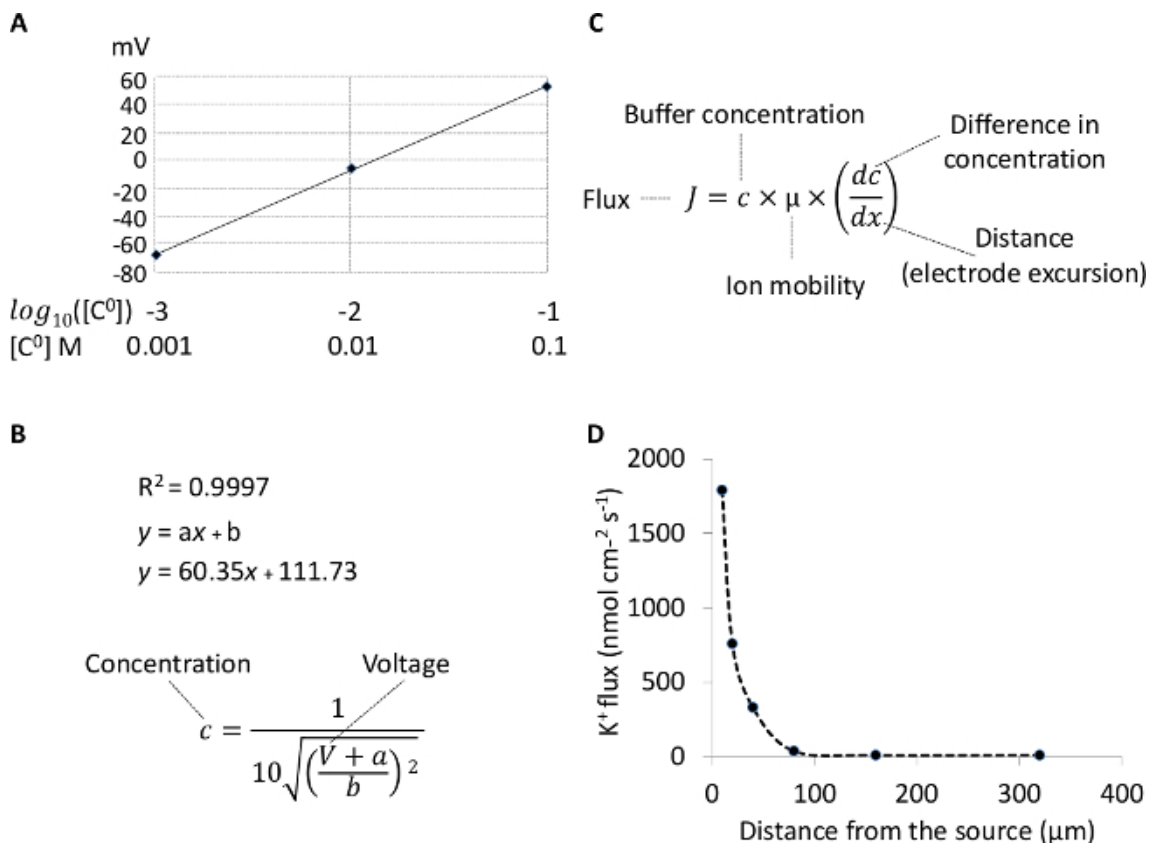 A
mV
60
40
20
0
-20
-40
-60
-80
log₁₀([C⁰]) -3 -2 -1
[C⁰] M 0.001 0.01 0.1
B
R² = 0.9997
y = ax + b
y = 60.35x + 111.73
Concentration Voltage
c = 1 / 10√((V + a / b)²)
C
Buffer concentration
Difference in
concentration
Flux J = c × μ × (dc/dx)
Distance
(electrode excursion)
Ion mobility
D
K⁺ flux (nmol cm-² s⁻¹)
2000
1500
1000
500
0
0 100 200 300 400
Distance from the source (μm)